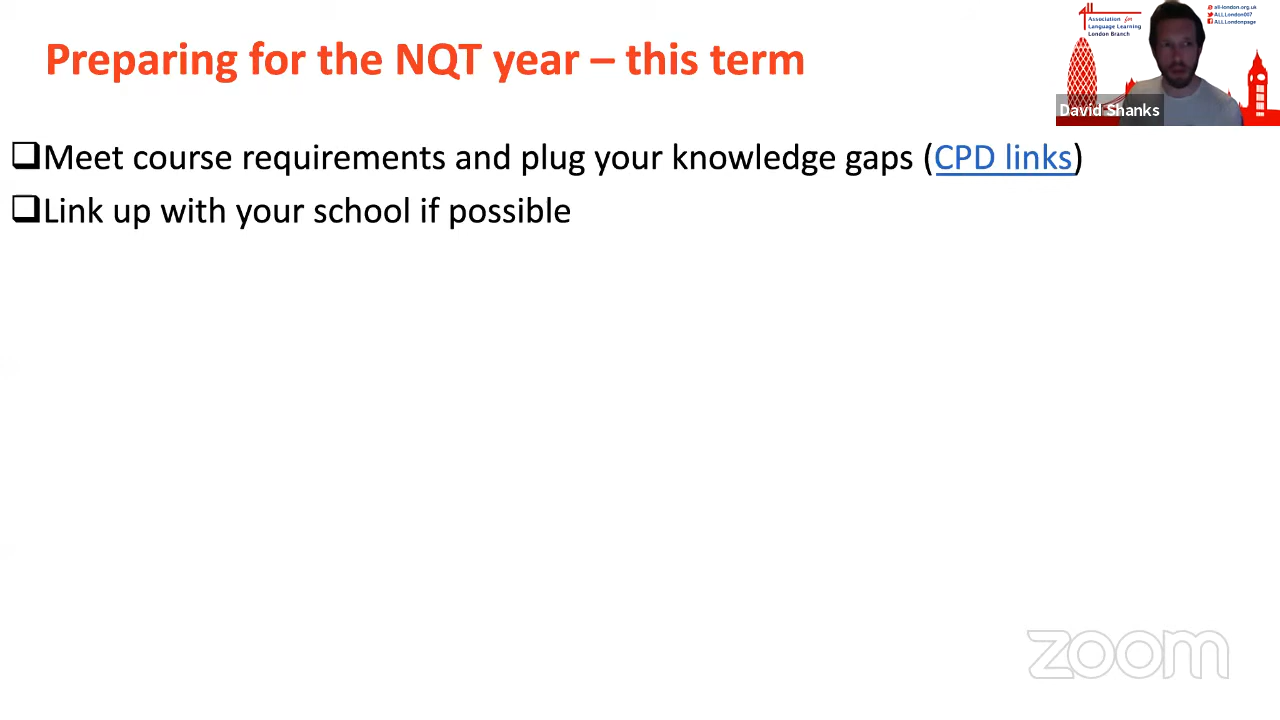 Preparing for the NQT year – this term
Association for
Language Learning
London Branch
all-london.org.uk
ALLLondon017
ALLLondonpage
David Shanks
❑Meet course requirements and plug your knowledge gaps (CPD links)
❑Link up with your school if possible
zoom